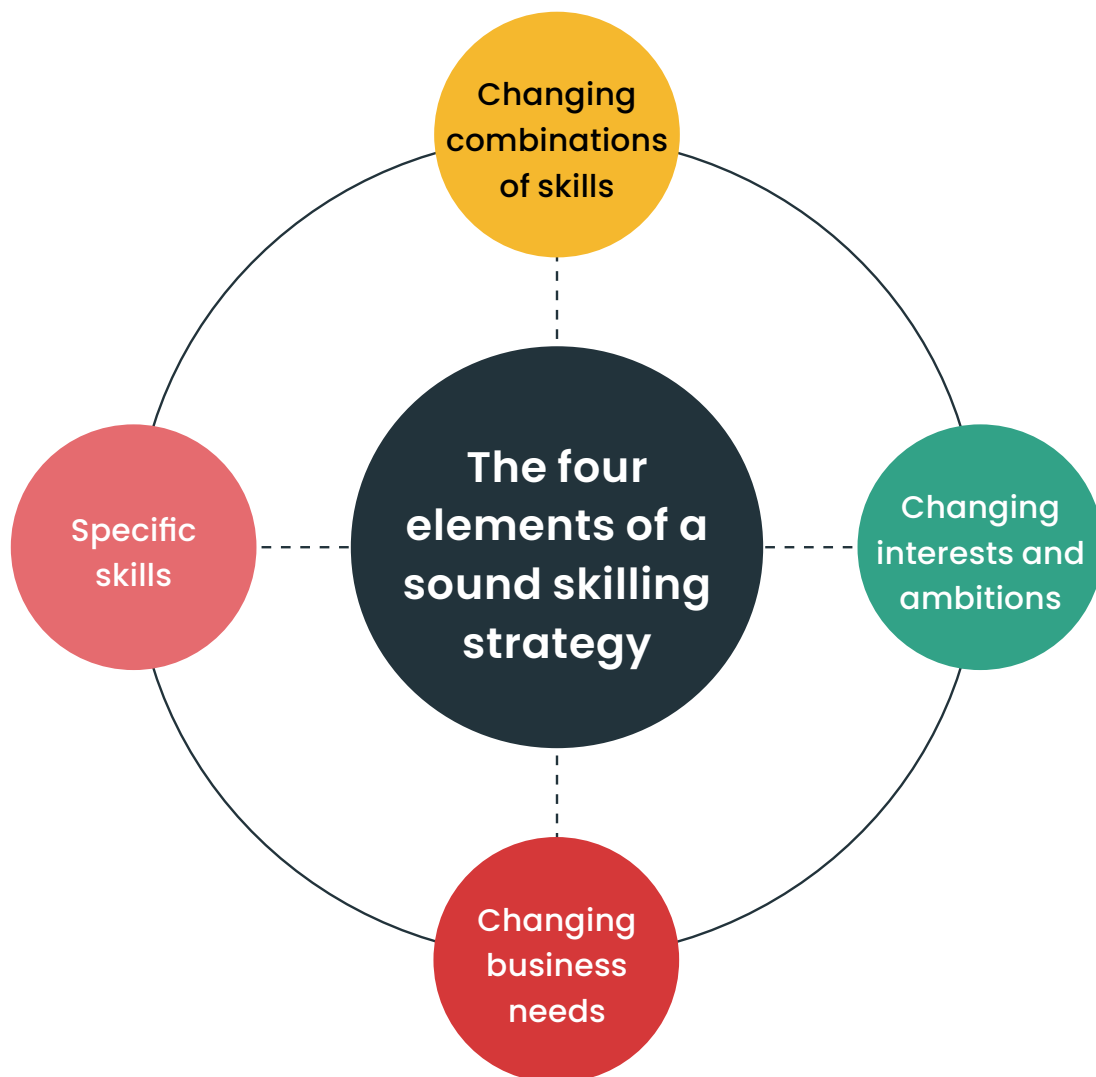 Changing
combinations
of skills
The four
elements of a
sound skilling
strategy
Specific
skills
Changing
interests and
ambitions
Changing
business
needs